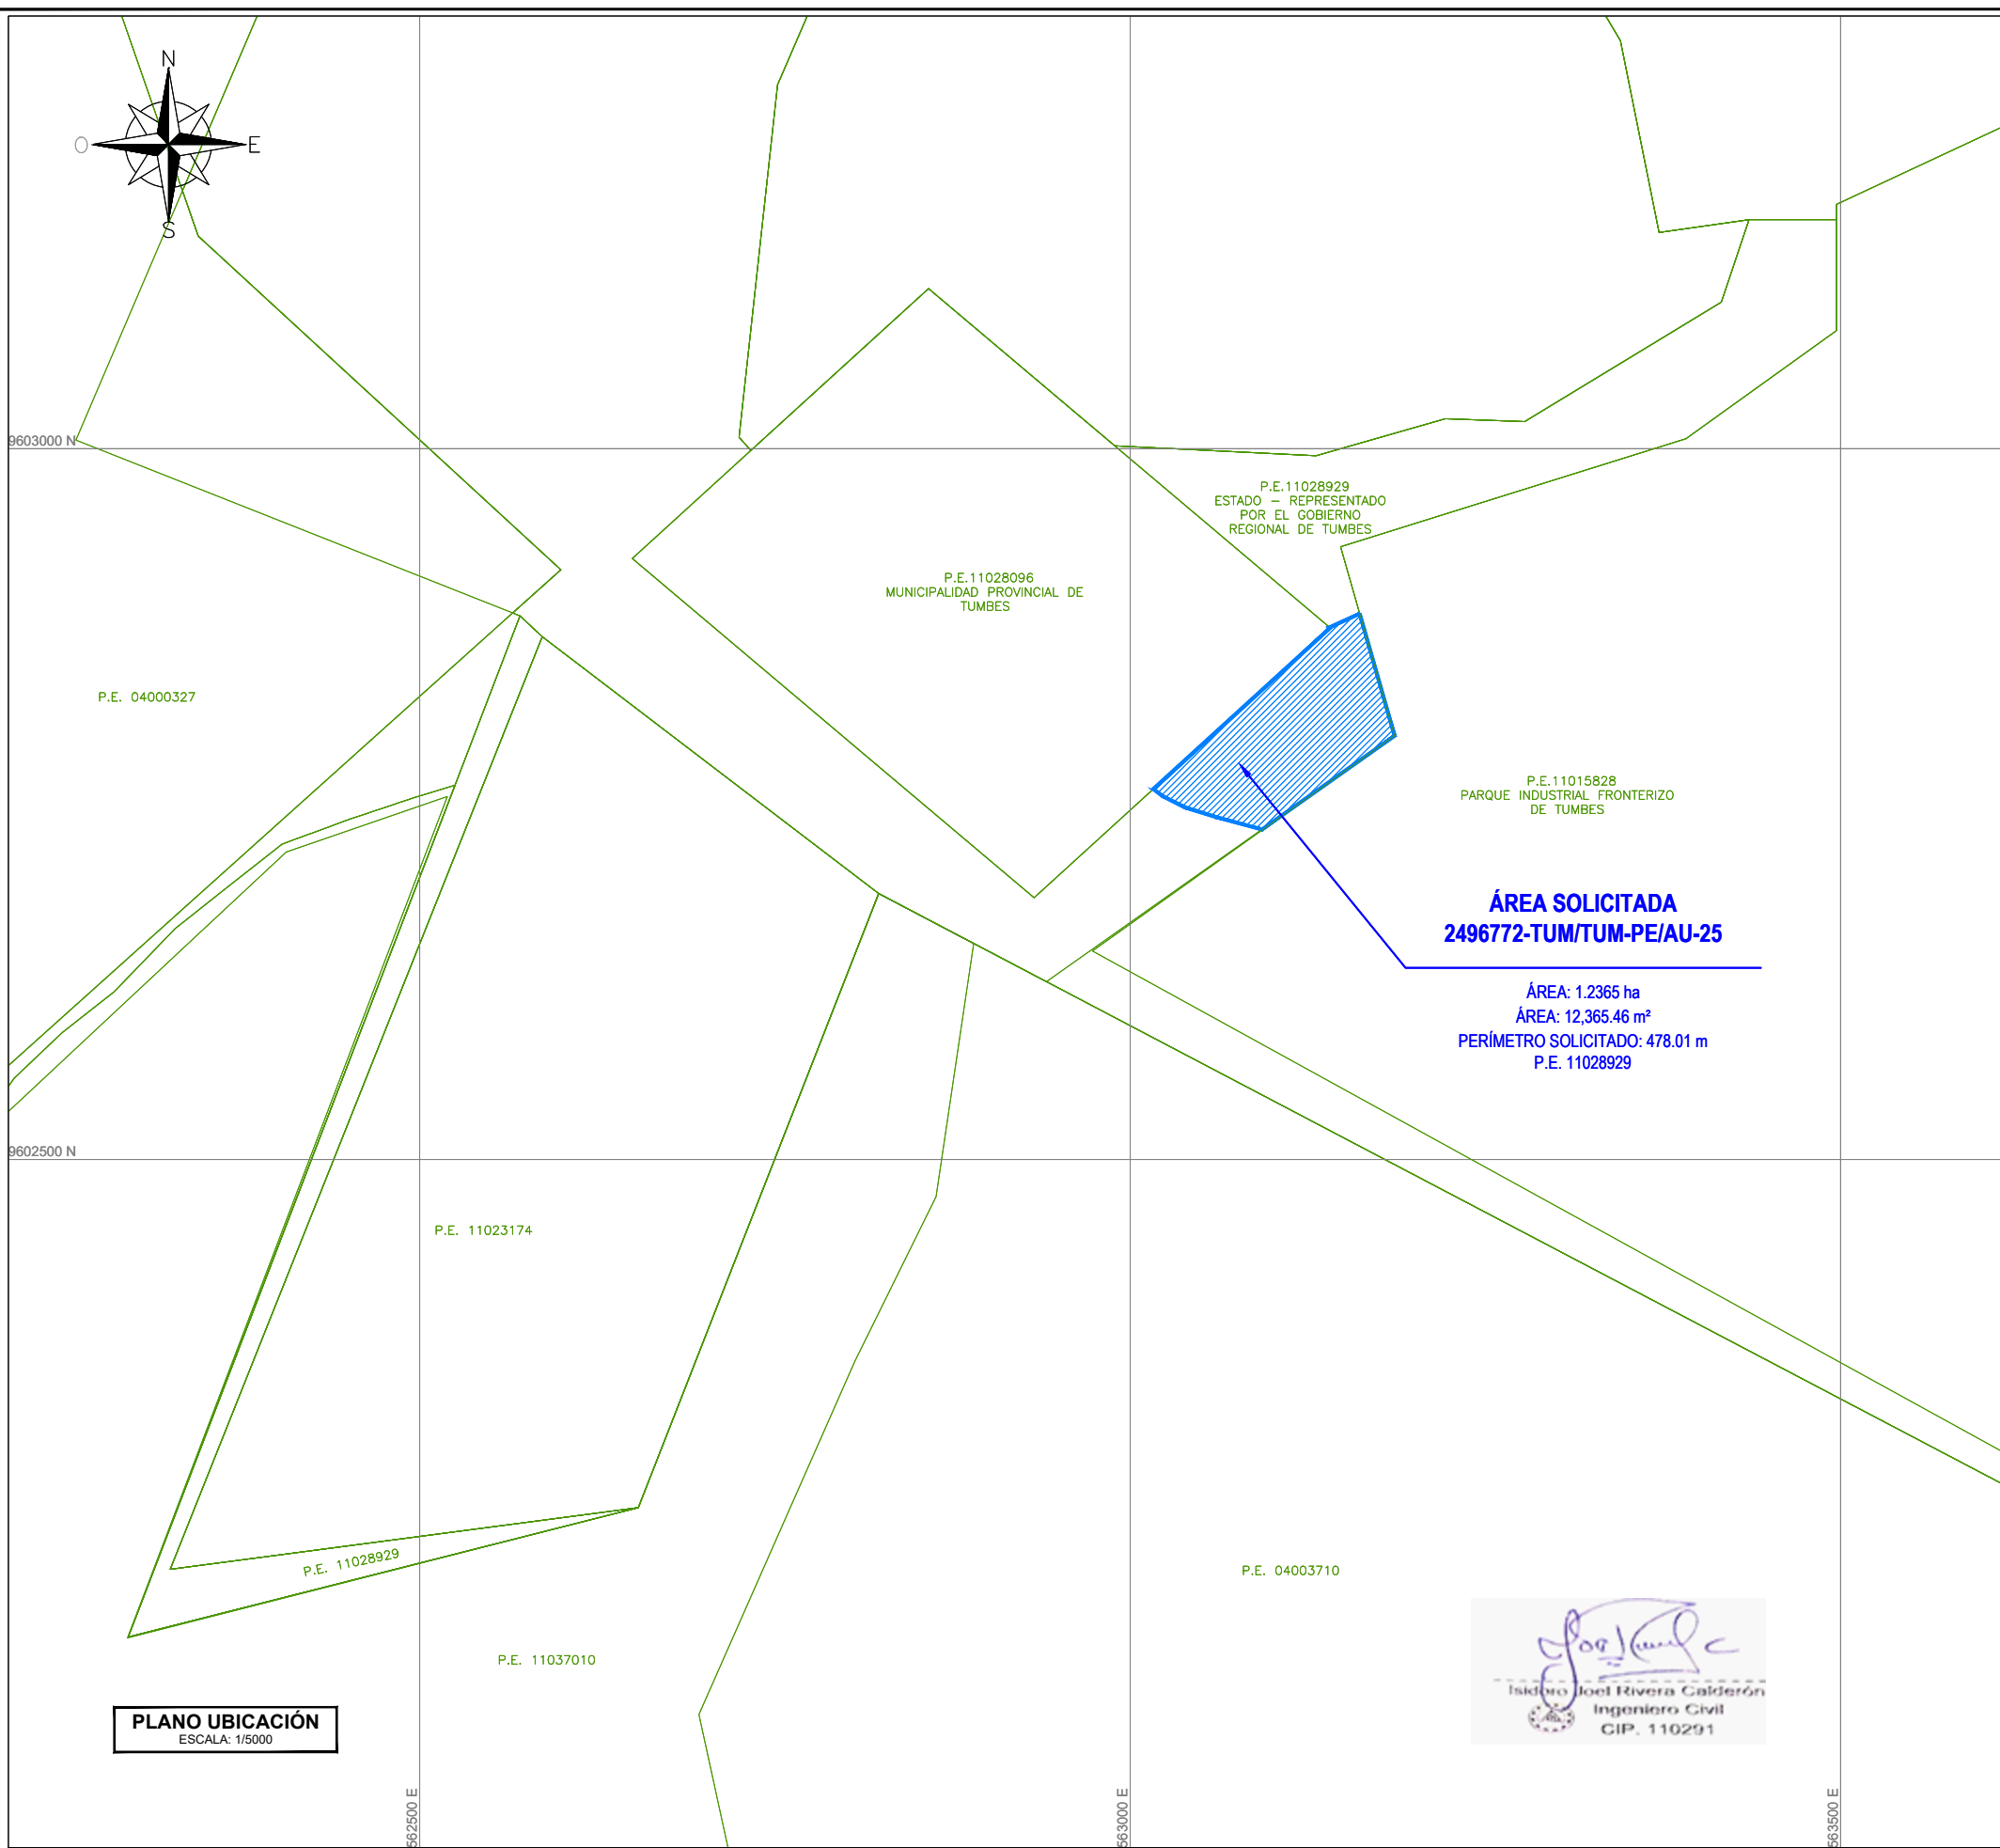 N
O
E
S
9603000 N
P.E.11028929
ESTADO – REPRESENTADO
POR EL GOBIERNO
REGIONAL DE TUMBES
P.E.11028096
MUNICIPALIDAD PROVINCIAL DE
TUMBES
P.E. 04000327
P.E.11015828
PARQUE INDUSTRIAL FRONTERIZO
DE TUMBES
ÁREA SOLICITADA
2496772-TUM/TUM-PE/AU-25
ÁREA: 1.2365 ha
ÁREA: 12,365.46 m²
PERÍMETRO SOLICITADO: 478.01 m
P.E. 11028929
9602500 N
P.E. 11023174
P.E. 11028929
P.E. 04003710
P.E. 11037010
Isidoro Joel Rivera Calderón
Ingeniero Civil
CIP. 110291
PLANO UBICACIÓN
ESCALA: 1/5000
562500 E
563000 E
563500 E